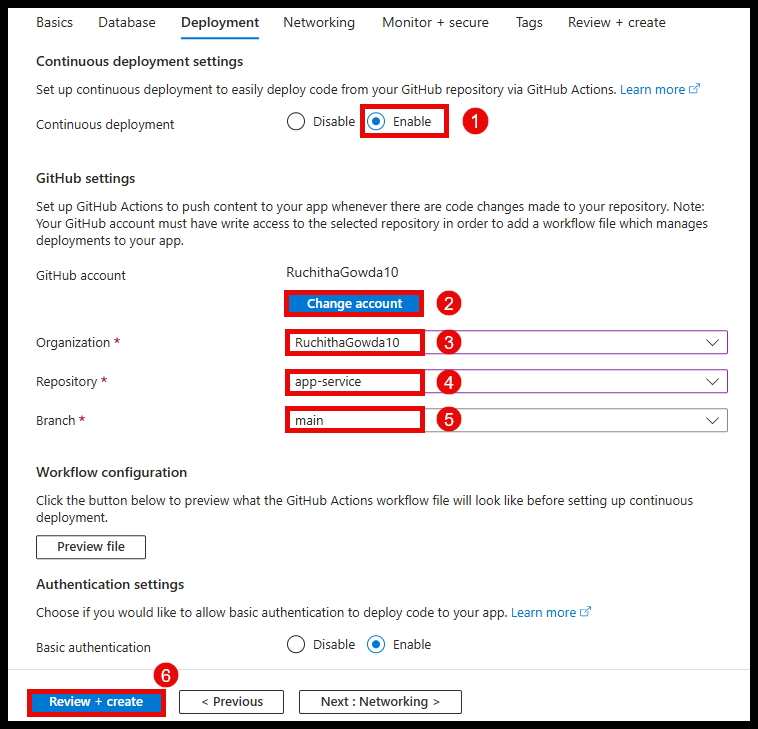 Basics Database Deployment Networking Monitor + secure Tags Review + create
Continuous deployment settings
Set up continuous deployment to easily deploy code from your GitHub repository via GitHub Actions. Learn more
Continuous deployment Disable Enable 1
GitHub settings
Set up GitHub Actions to push content to your app whenever there are code changes made to your repository. Note:
Your GitHub account must have write access to the selected repository in order to add a workflow file which manages
deployments to your app.
GitHub account RuchithaGowda10
Change account 2
Organization * RuchithaGowda10 3
Repository * app-service 4
Branch * main 5
Workflow configuration
Click the button below to preview what the GitHub Actions workflow file will look like before setting up continuous
deployment.
Preview file
Authentication settings
Choose if you would like to allow basic authentication to deploy code to your app. Learn more
Basic authentication Disable Enable
6
Review + create < Previous Next : Networking >